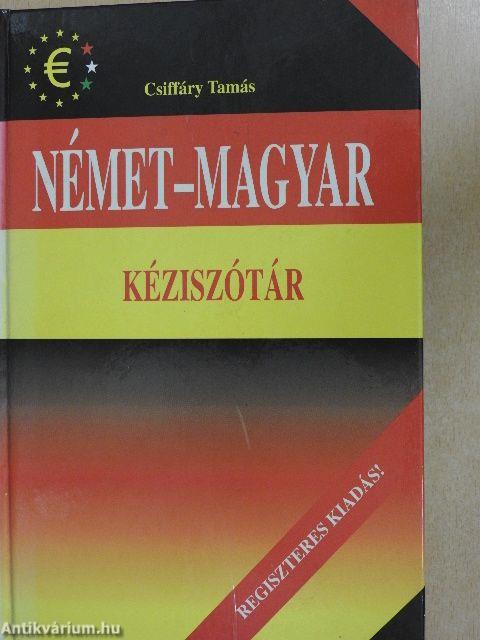 €
Csiffáry Tamás
NÉMET–MAGYAR
KÉZISZÓTÁR
REGISZTERES KIADÁS!
Antikvárium.hu